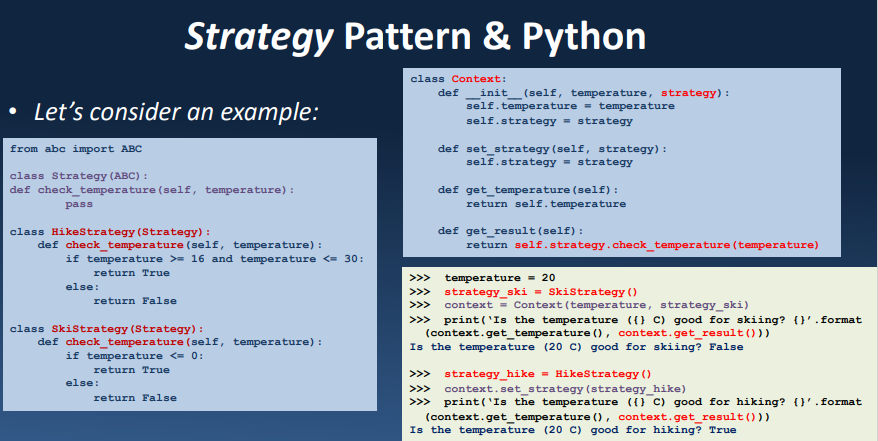 Strategy Pattern & Python
• Let's consider an example:
from abc import ABC
class Strategy(ABC):
def check_temperature(self, temperature):
        pass
class HikeStrategy(Strategy):
    def check_temperature(self, temperature):
        if temperature >= 16 and temperature <= 30:
            return True
        else:
            return False
class SkiStrategy(Strategy):
    def check_temperature(self, temperature):
        if temperature <= 0:
            return True
        else:
            return False
class Context:
    def __init__(self, temperature, strategy):
        self.temperature = temperature
        self.strategy = strategy
    def set_strategy(self, strategy):
        self.strategy = strategy
    def get_temperature(self):
        return self.temperature
    def get_result(self):
        return self.strategy.check_temperature(temperature)
>>>  temperature = 20
>>>  strategy_ski = SkiStrategy()
>>>  context = Context(temperature, strategy_ski)
>>>  print(‘Is the temperature ({} C) good for skiing? {}’.format
  (context.get_temperature(), context.get_result()))
Is the temperature (20 C) good for skiing? False
>>>  strategy_hike = HikeStrategy()
>>>  context.set_strategy(strategy_hike)
>>>  print(‘Is the temperature ({} C) good for hiking? {}’.format
  (context.get_temperature(), context.get_result()))
Is the temperature (20 C) good for hiking? True